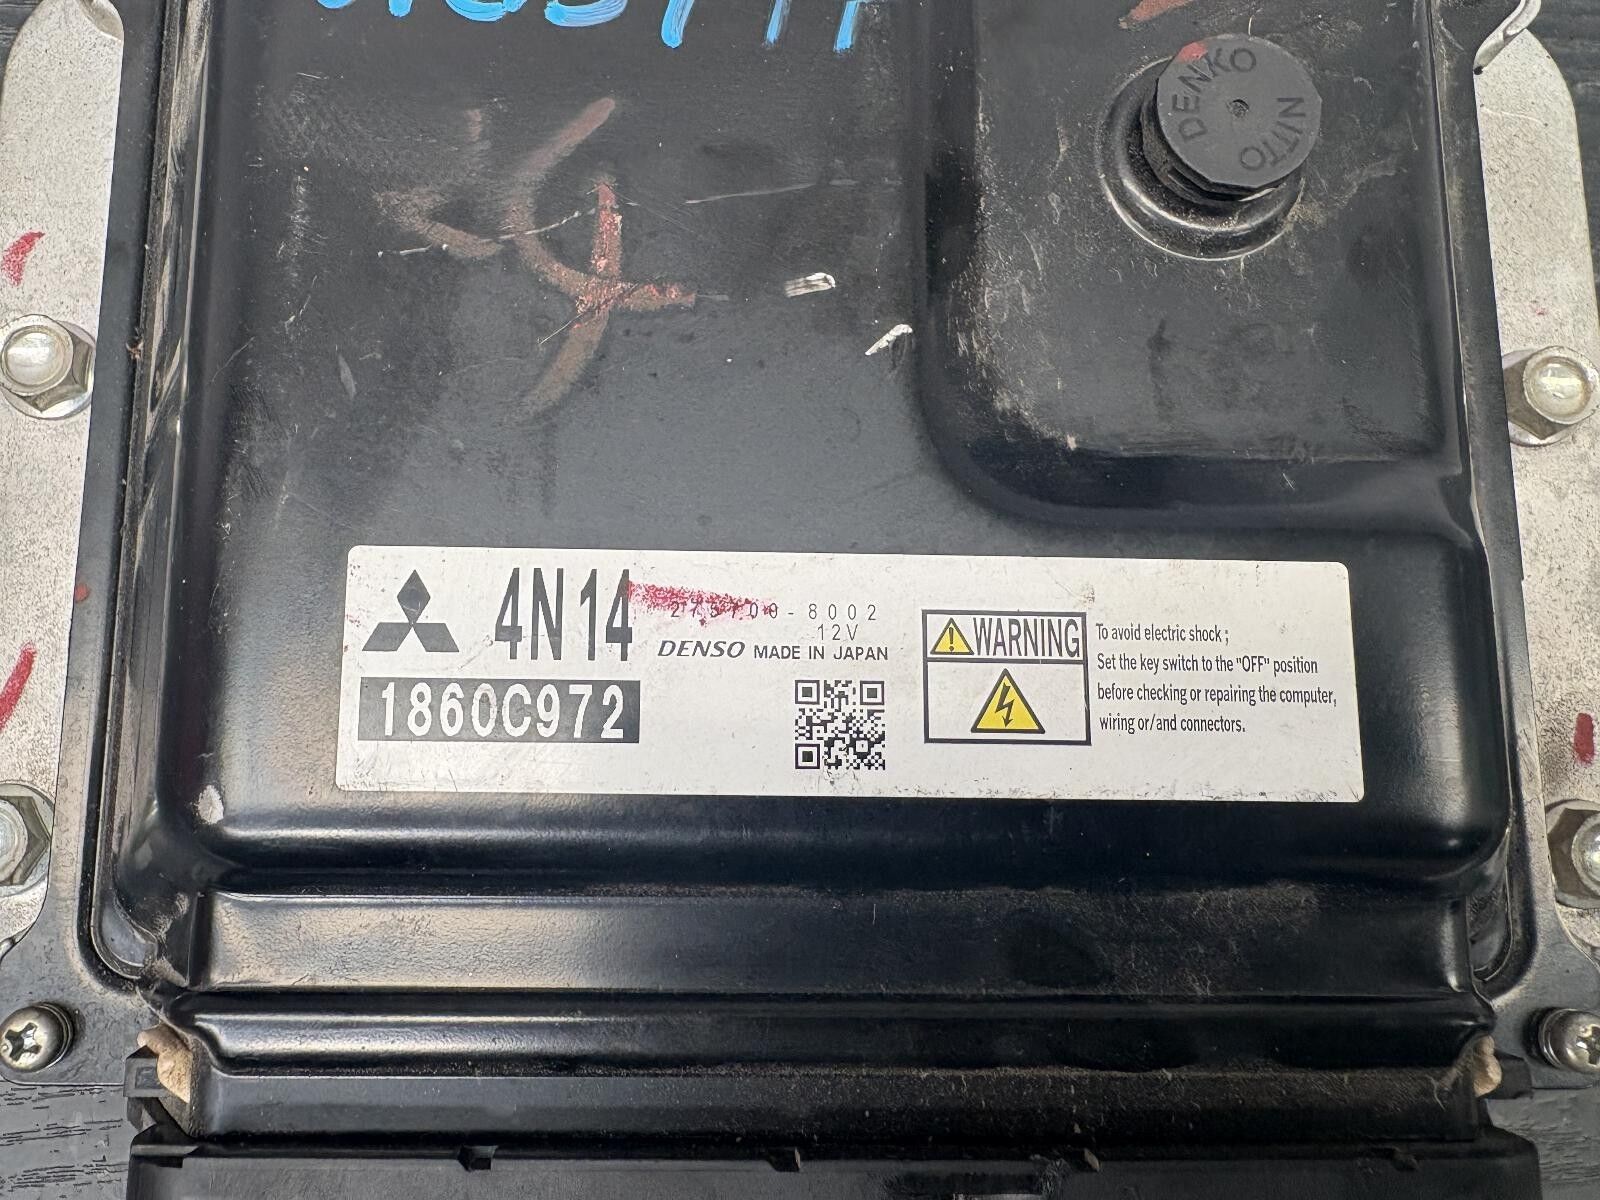 NITTO DENKO
4N14
275700-8002
12V
DENSO MADE IN JAPAN
1860C972
WARNING
To avoid electric shock;
Set the key switch to the "OFF" position
before checking or repairing the computer,
wiring or/and connectors.